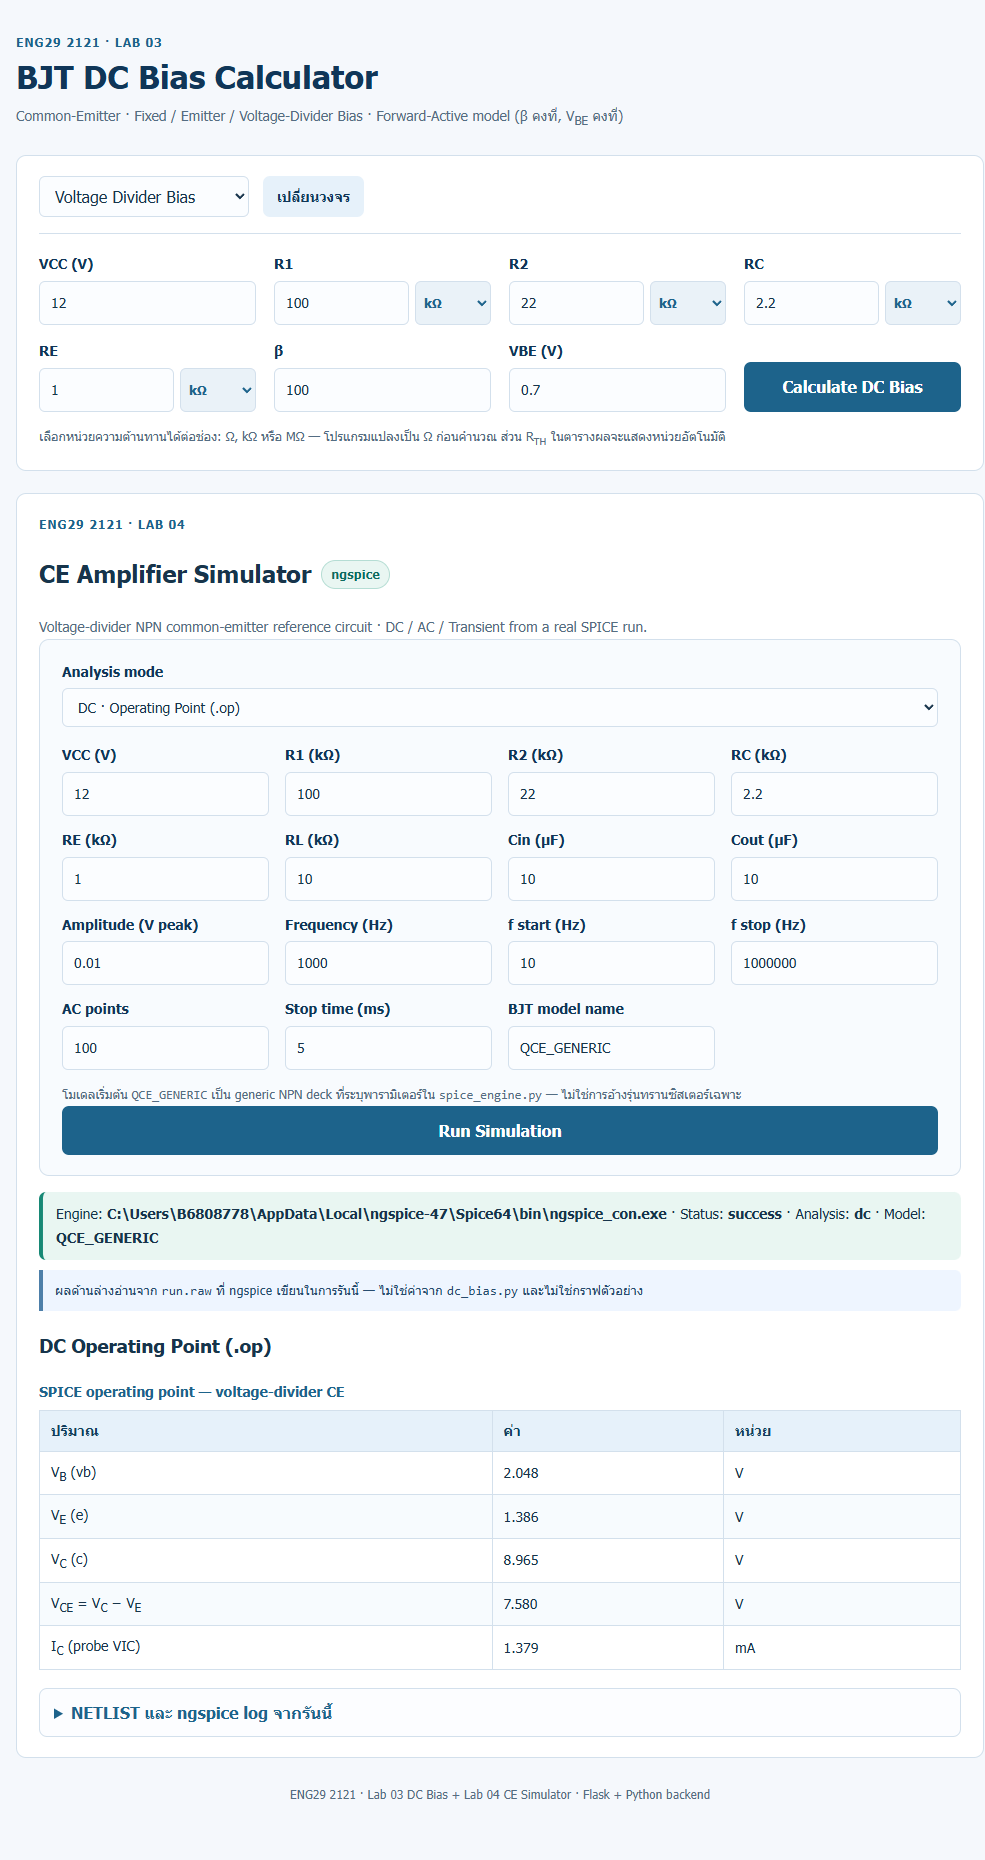 ENG29 2121 · LAB 03
BJT DC Bias Calculator
Common-Emitter · Fixed / Emitter / Voltage-Divider Bias · Forward-Active model (β คงที่, VBE คงที่)
Voltage Divider Bias เปลี่ยนวงจร
VCC (V) R1 R2 RC
12 100 kΩ 22 kΩ 2.2 kΩ
RE β VBE (V)
1 kΩ 100 0.7 Calculate DC Bias
เลือกหน่วยความต้านทานได้ต่อช่อง: Ω, kΩ หรือ MΩ — โปรแกรมแปลงเป็น Ω ก่อนคำนวณ ส่วน RTH ในตารางผลจะแสดงหน่วยอัตโนมัติ
ENG29 2121 · LAB 04
CE Amplifier Simulator ngspice
Voltage-divider NPN common-emitter reference circuit · DC / AC / Transient from a real SPICE run.
Analysis mode
DC · Operating Point (.op)
VCC (V) R1 (kΩ) R2 (kΩ) RC (kΩ)
12 100 22 2.2
RE (kΩ) RL (kΩ) Cin (µF) Cout (µF)
1 10 10 10
Amplitude (V peak) Frequency (Hz) f start (Hz) f stop (Hz)
0.01 1000 10 1000000
AC points Stop time (ms) BJT model name
100 5 QCE_GENERIC
โมเดลเริ่มต้น QCE_GENERIC เป็น generic NPN deck ที่ระบุพารามิเตอร์ใน spice_engine.py — ไม่ใช่การอ้างรุ่นทรานซิสเตอร์เฉพาะ
Run Simulation
Engine: C:\Users\B6808778\AppData\Local\ngspice-47\Spice64\bin\ngspice_con.exe · Status: success · Analysis: dc · Model:
QCE_GENERIC
ผลด้านล่างอ่านจาก run.raw ที่ ngspice เขียนในการรันนี้ — ไม่ใช่ค่าจาก dc_bias.py และไม่ใช่กราฟตัวอย่าง
DC Operating Point (.op)
SPICE operating point — voltage-divider CE
ปริมาณ ค่า หน่วย
VB (vb) 2.048 V
VE (e) 1.386 V
VC (c) 8.965 V
VCE = VC − VE 7.580 V
IC (probe VIC) 1.379 mA
▶ NETLIST และ ngspice log จากรันนี้
ENG29 2121 · Lab 03 DC Bias + Lab 04 CE Simulator · Flask + Python backend